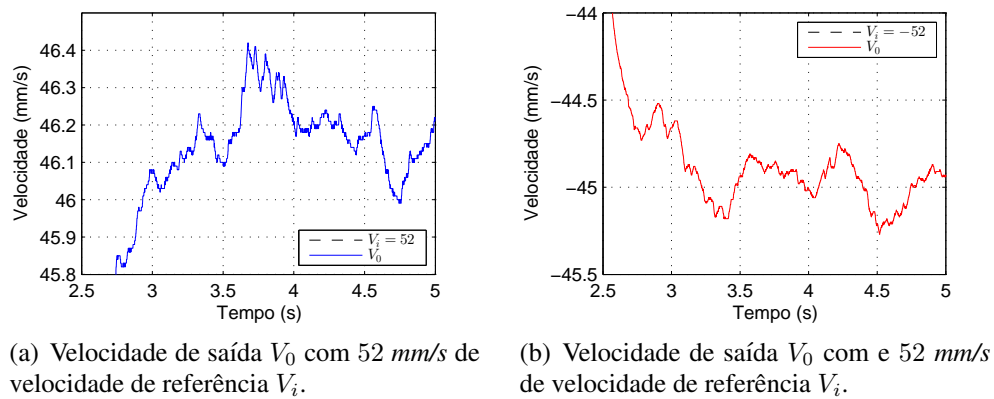 46.4
46.3
46.2
46.1
46
45.9
45.8
Velocidade (mm/s)
2.5 3 3.5 4 4.5 5
Tempo (s)
V_i = 52
V_0
−44
−44.5
−45
−45.5
Velocidade (mm/s)
2.5 3 3.5 4 4.5 5
Tempo (s)
V_i = −52
V_0
(a) Velocidade de saída V_0 com 52 mm/s de
velocidade de referência V_i.
(b) Velocidade de saída V_0 com e 52 mm/s
de velocidade de referência V_i.